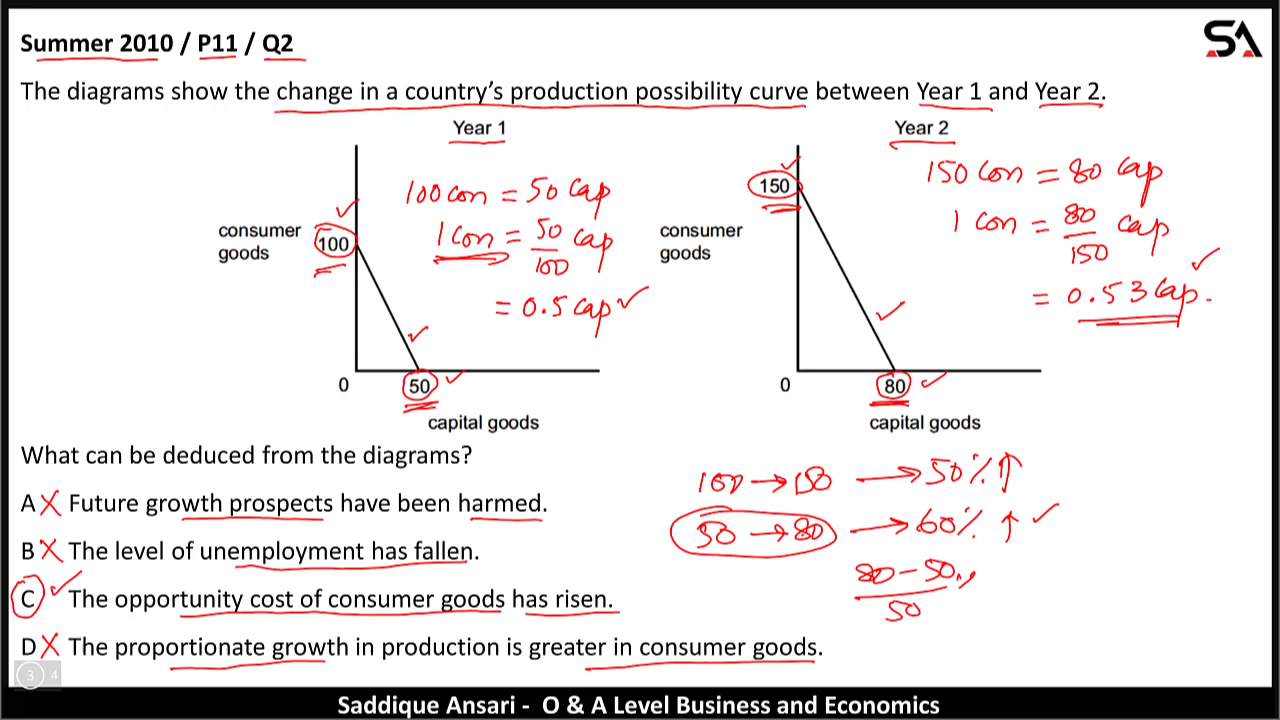 Summer 2010 / P11 / Q2
SA
The diagrams show the change in a country's production possibility curve between Year 1 and Year 2.
Year 1
Year 2
100 con = 50 cap
1 con = 50/100 cap
= 0.5 cap ✓
150 con = 80 cap
1 con = 80/150 cap
= 0.53 cap.
consumer
goods
100
0
50
capital goods
150
consumer
goods
0
80
capital goods
What can be deduced from the diagrams?
A X Future growth prospects have been harmed.
B X The level of unemployment has fallen.
C ✓ The opportunity cost of consumer goods has risen.
D X The proportionate growth in production is greater in consumer goods.
100 → 150 → 50% ↑
50 → 80 → 60% ↑ ✓
80 - 50
50
3 4
Saddique Ansari - O & A Level Business and Economics